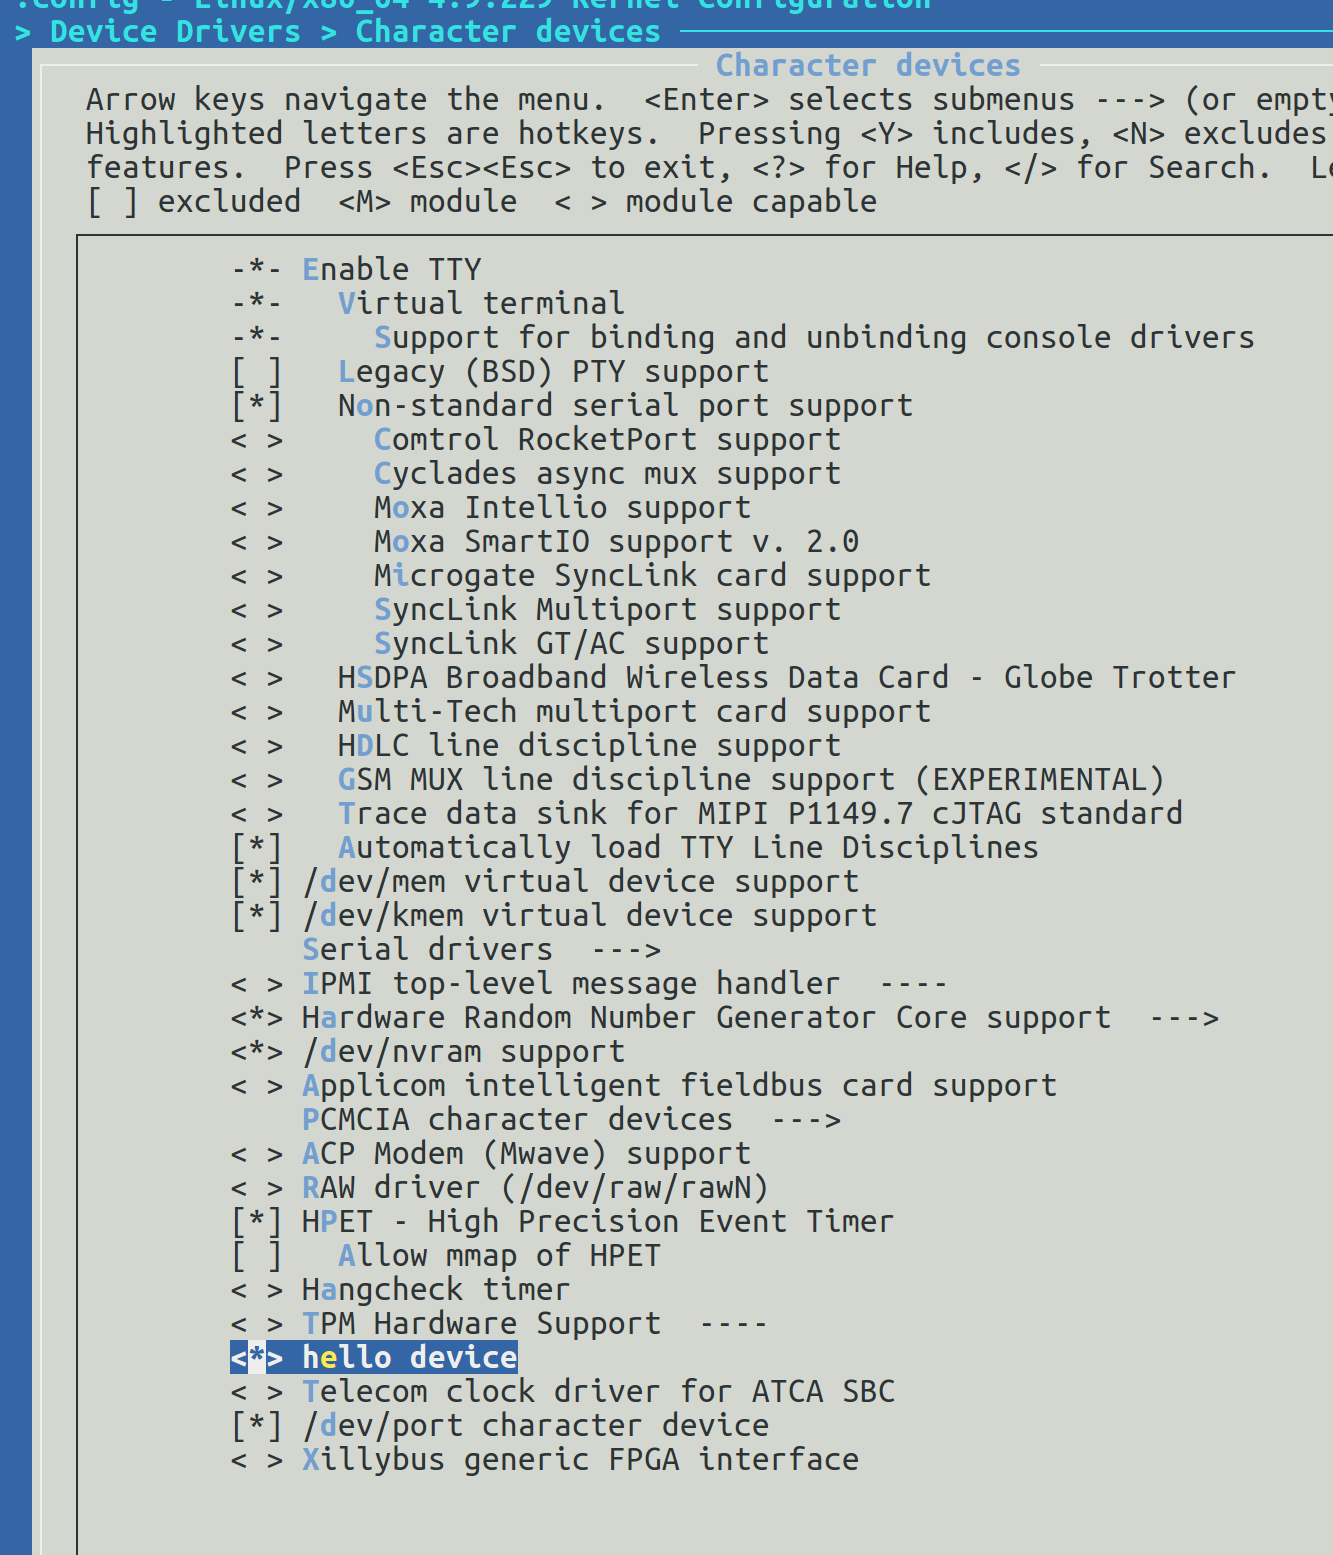 .config - Linux/x86_64 4.9.229 Kernel Configuration
> Device Drivers > Character devices
Character devices
Arrow keys navigate the menu.  <Enter> selects submenus ---> (or empty
Highlighted letters are hotkeys.  Pressing <Y> includes, <N> excludes
features.  Press <Esc><Esc> to exit, <?> for Help, </> for Search.  Le
[ ] excluded  <M> module  < > module capable
-*- Enable TTY
-*-   Virtual terminal
-*-     Support for binding and unbinding console drivers
[ ]   Legacy (BSD) PTY support
[*]   Non-standard serial port support
< >     Comtrol RocketPort support
< >     Cyclades async mux support
< >     Moxa Intellio support
< >     Moxa SmartIO support v. 2.0
< >     Microgate SyncLink card support
< >     SyncLink Multiport support
< >     SyncLink GT/AC support
< >   HSDPA Broadband Wireless Data Card - Globe Trotter
< >   Multi-Tech multiport card support
< >   HDLC line discipline support
< >   GSM MUX line discipline support (EXPERIMENTAL)
< >   Trace data sink for MIPI P1149.7 cJTAG standard
[*]   Automatically load TTY Line Disciplines
[*] /dev/mem virtual device support
[*] /dev/kmem virtual device support
    Serial drivers  --->
< > IPMI top-level message handler  ----
<*> Hardware Random Number Generator Core support  --->
<*> /dev/nvram support
< > Applicom intelligent fieldbus card support
    PCMCIA character devices  --->
< > ACP Modem (Mwave) support
< > RAW driver (/dev/raw/rawN)
[*] HPET - High Precision Event Timer
[ ]   Allow mmap of HPET
< > Hangcheck timer
< > TPM Hardware Support  ----
<*> hello device
< > Telecom clock driver for ATCA SBC
[*] /dev/port character device
< > Xillybus generic FPGA interface